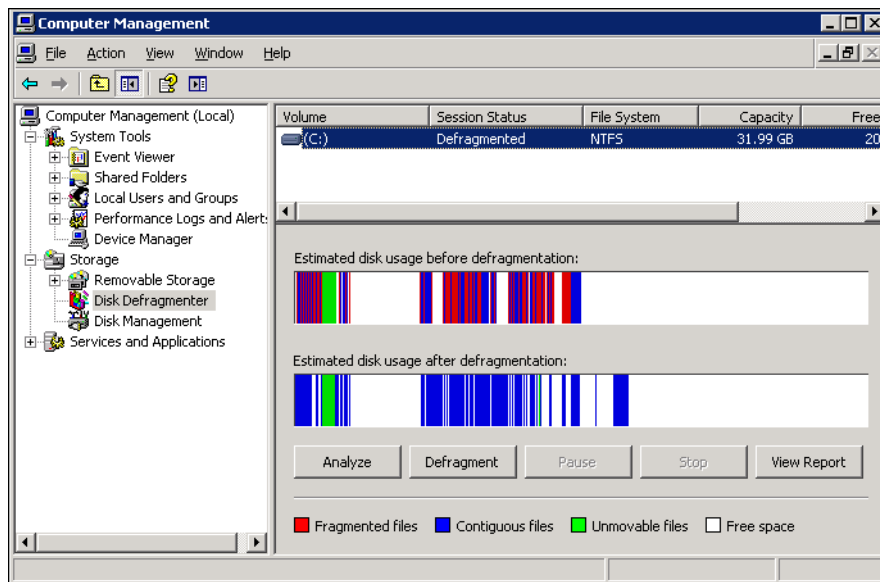 Computer Management
File Action View Window Help
Computer Management (Local)
System Tools
Event Viewer
Shared Folders
Local Users and Groups
Performance Logs and Alert
Device Manager
Storage
Removable Storage
Disk Defragmenter
Disk Management
Services and Applications
Volume Session Status File System Capacity Free
(C:) Defragmented NTFS 31.99 GB 20
Estimated disk usage before defragmentation:
Estimated disk usage after defragmentation:
Analyze Defragment Pause Stop View Report
Fragmented files Contiguous files Unmovable files Free space